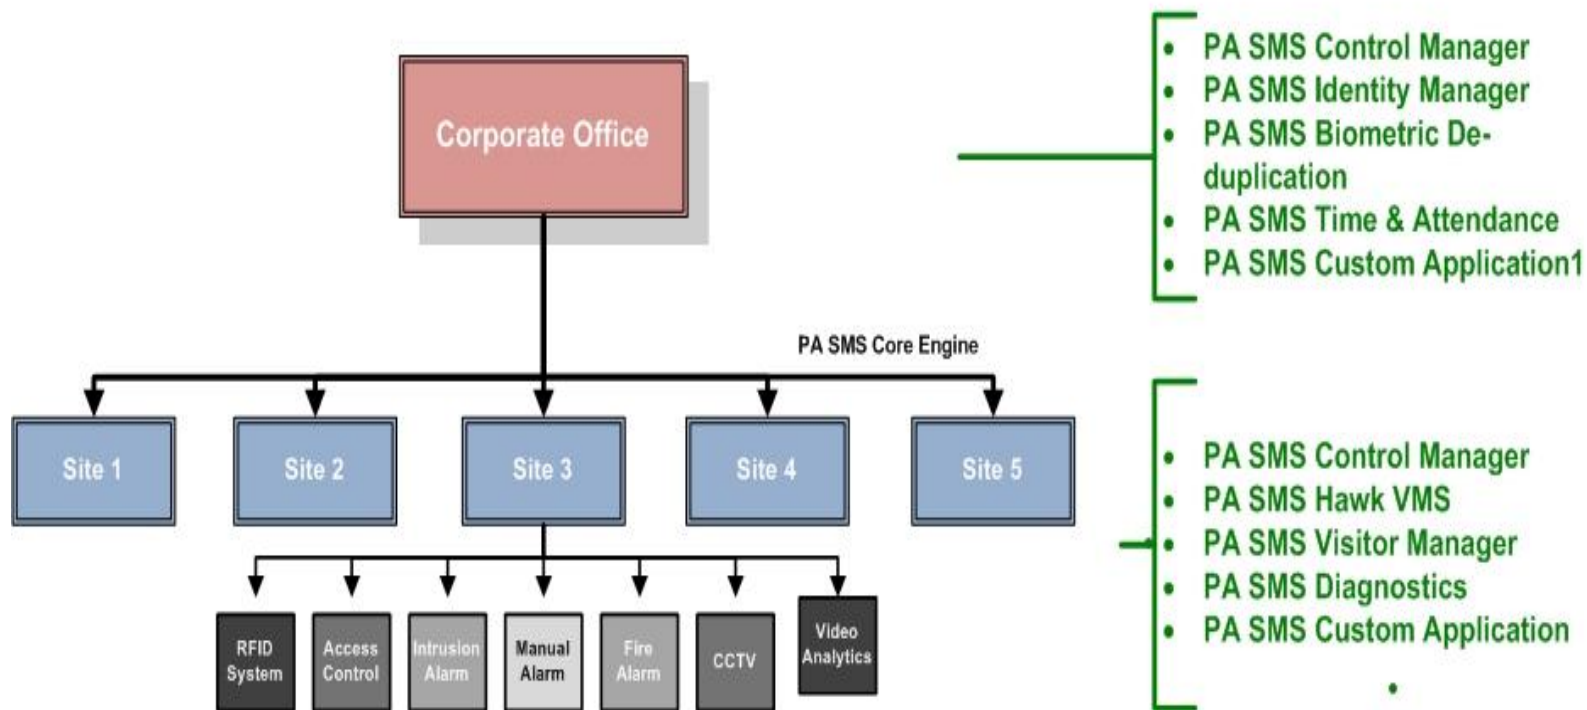 Corporate Office
• PA SMS Control Manager
• PA SMS Identity Manager
• PA SMS Biometric De-
duplication
• PA SMS Time & Attendance
• PA SMS Custom Application1
PA SMS Core Engine
Site 1
Site 2
Site 3
Site 4
Site 5
• PA SMS Control Manager
• PA SMS Hawk VMS
• PA SMS Visitor Manager
• PA SMS Diagnostics
• PA SMS Custom Application
•
RFID
System
Access
Control
Intrusion
Alarm
Manual
Alarm
Fire
Alarm
CCTV
Video
Analytics